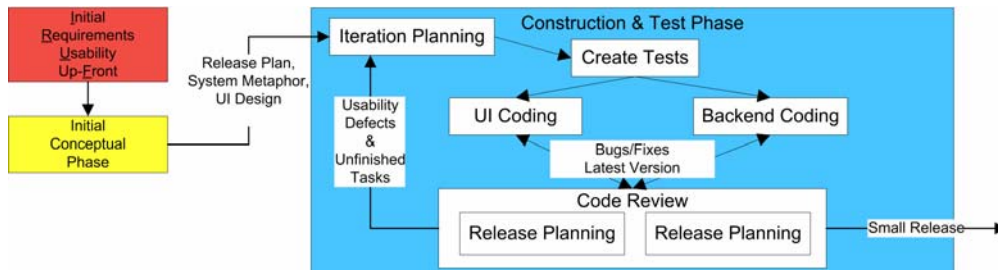 Initial
Requirements
Usability
Up-Front
Initial
Conceptual
Phase
Release Plan,
System Metaphor,
UI Design
Construction & Test Phase
Iteration Planning
Create Tests
Usability
Defects
&
Unfinished
Tasks
UI Coding
Backend Coding
Bugs/Fixes
Latest Version
Code Review
Release Planning
Release Planning
Small Release